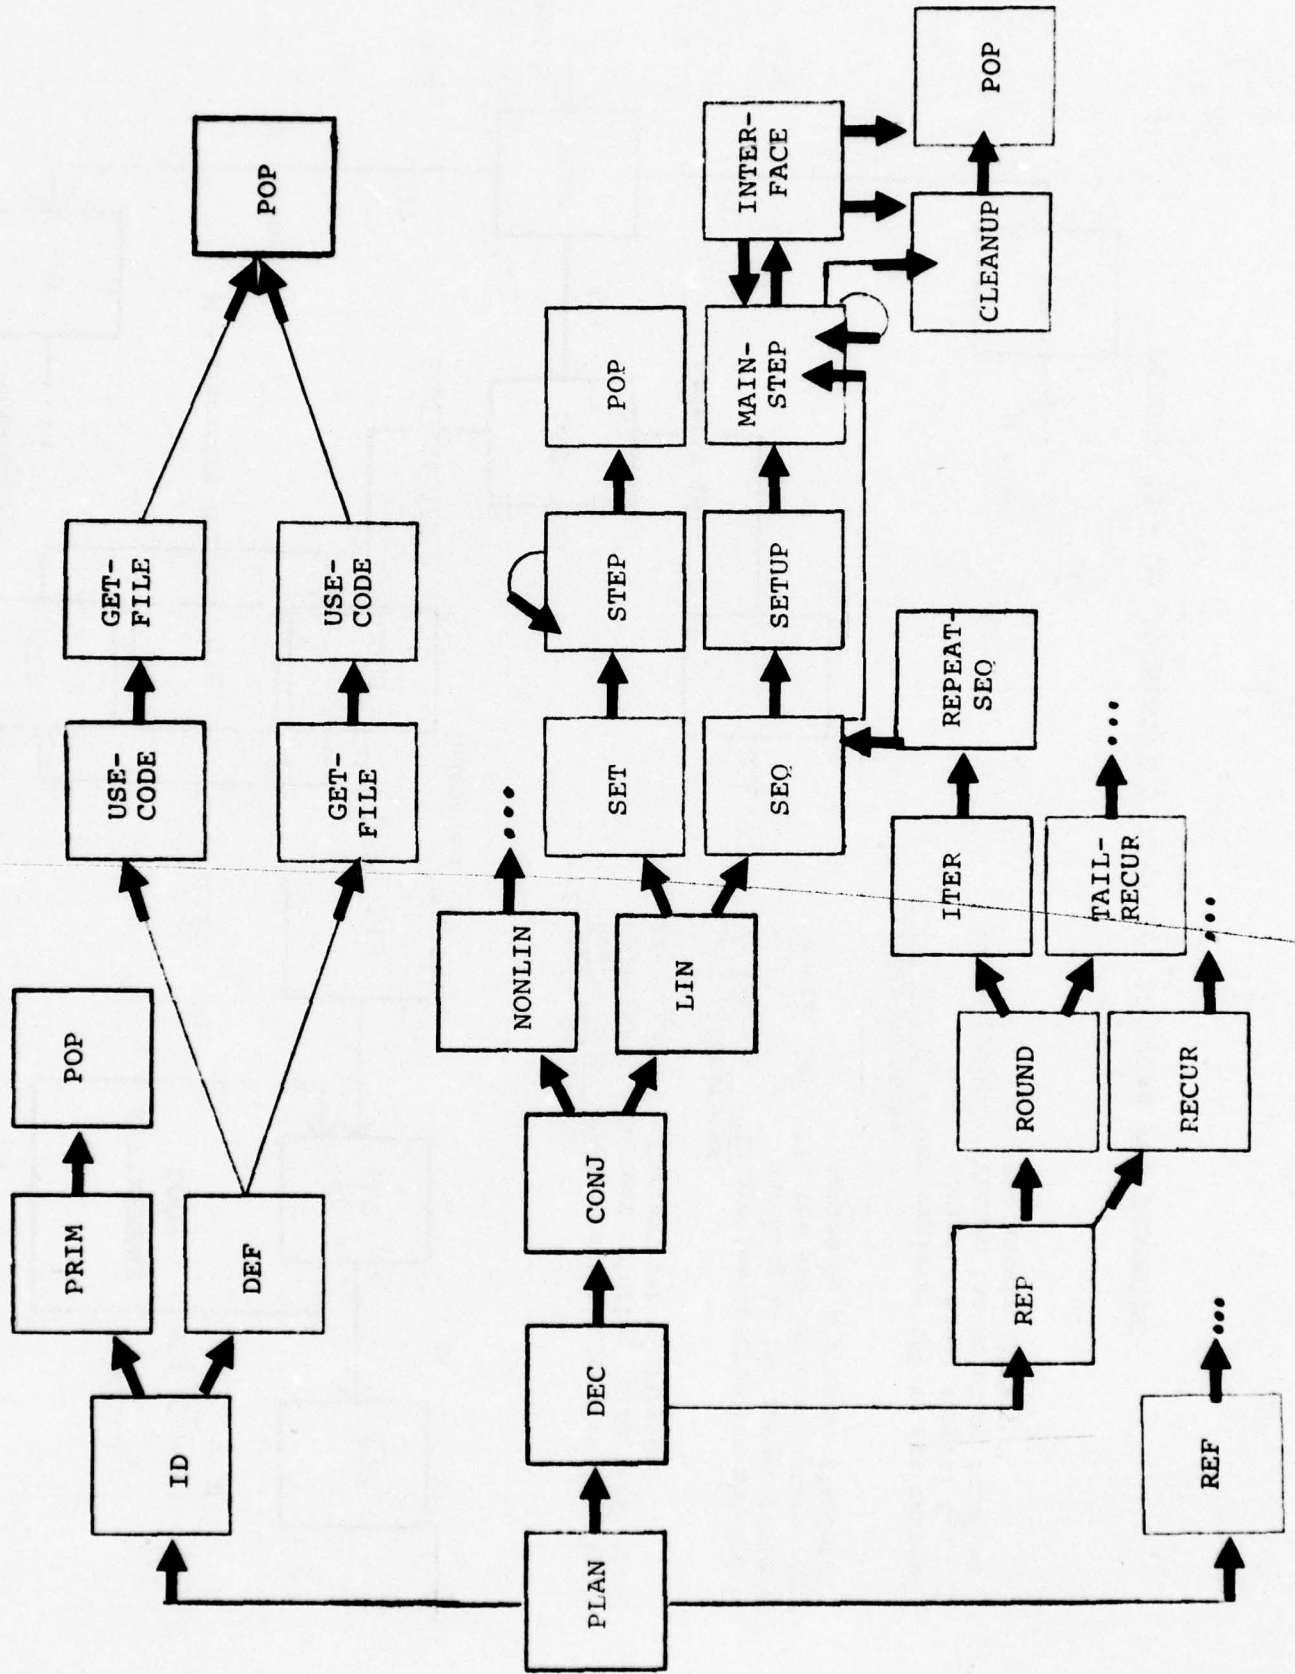 PLAN
ID
PRIM
POP
DEF
USE-
CODE
GET-
FILE
GET-
FILE
USE-
CODE
POP
DEC
CONJ
NONLIN
...
LIN
SET
STEP
POP
SEQ
SETUP
MAIN-
STEP
INTER-
FACE
CLEANUP
POP
REP
ROUND
ITER
REPEAT-
SEQ
TAIL-
RECUR
...
RECUR
...
REF
...